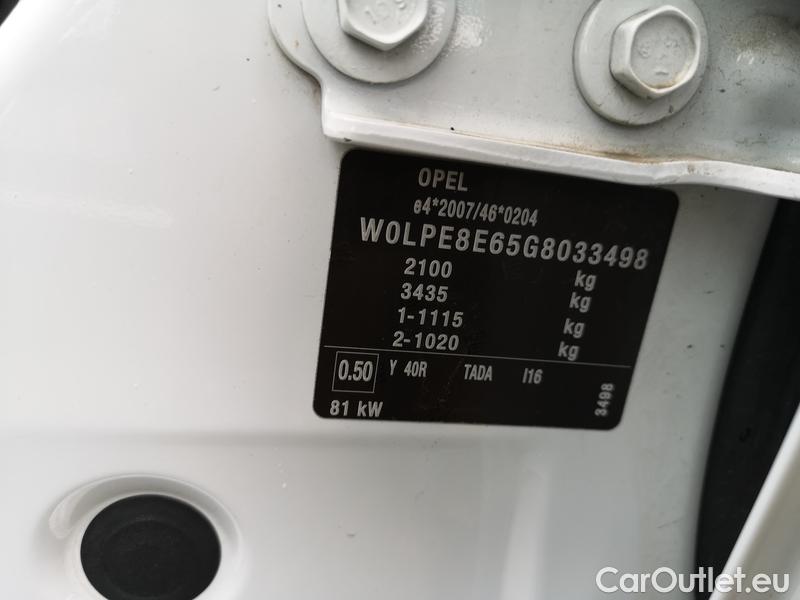 OPEL
e4*2007/46*0204
W0LPE8E65G8033498
2100 kg
3435 kg
1-1115 kg
2-1020 kg
0.50 Y 40R TADA I16
81 kW
3498
CarOutlet.eu